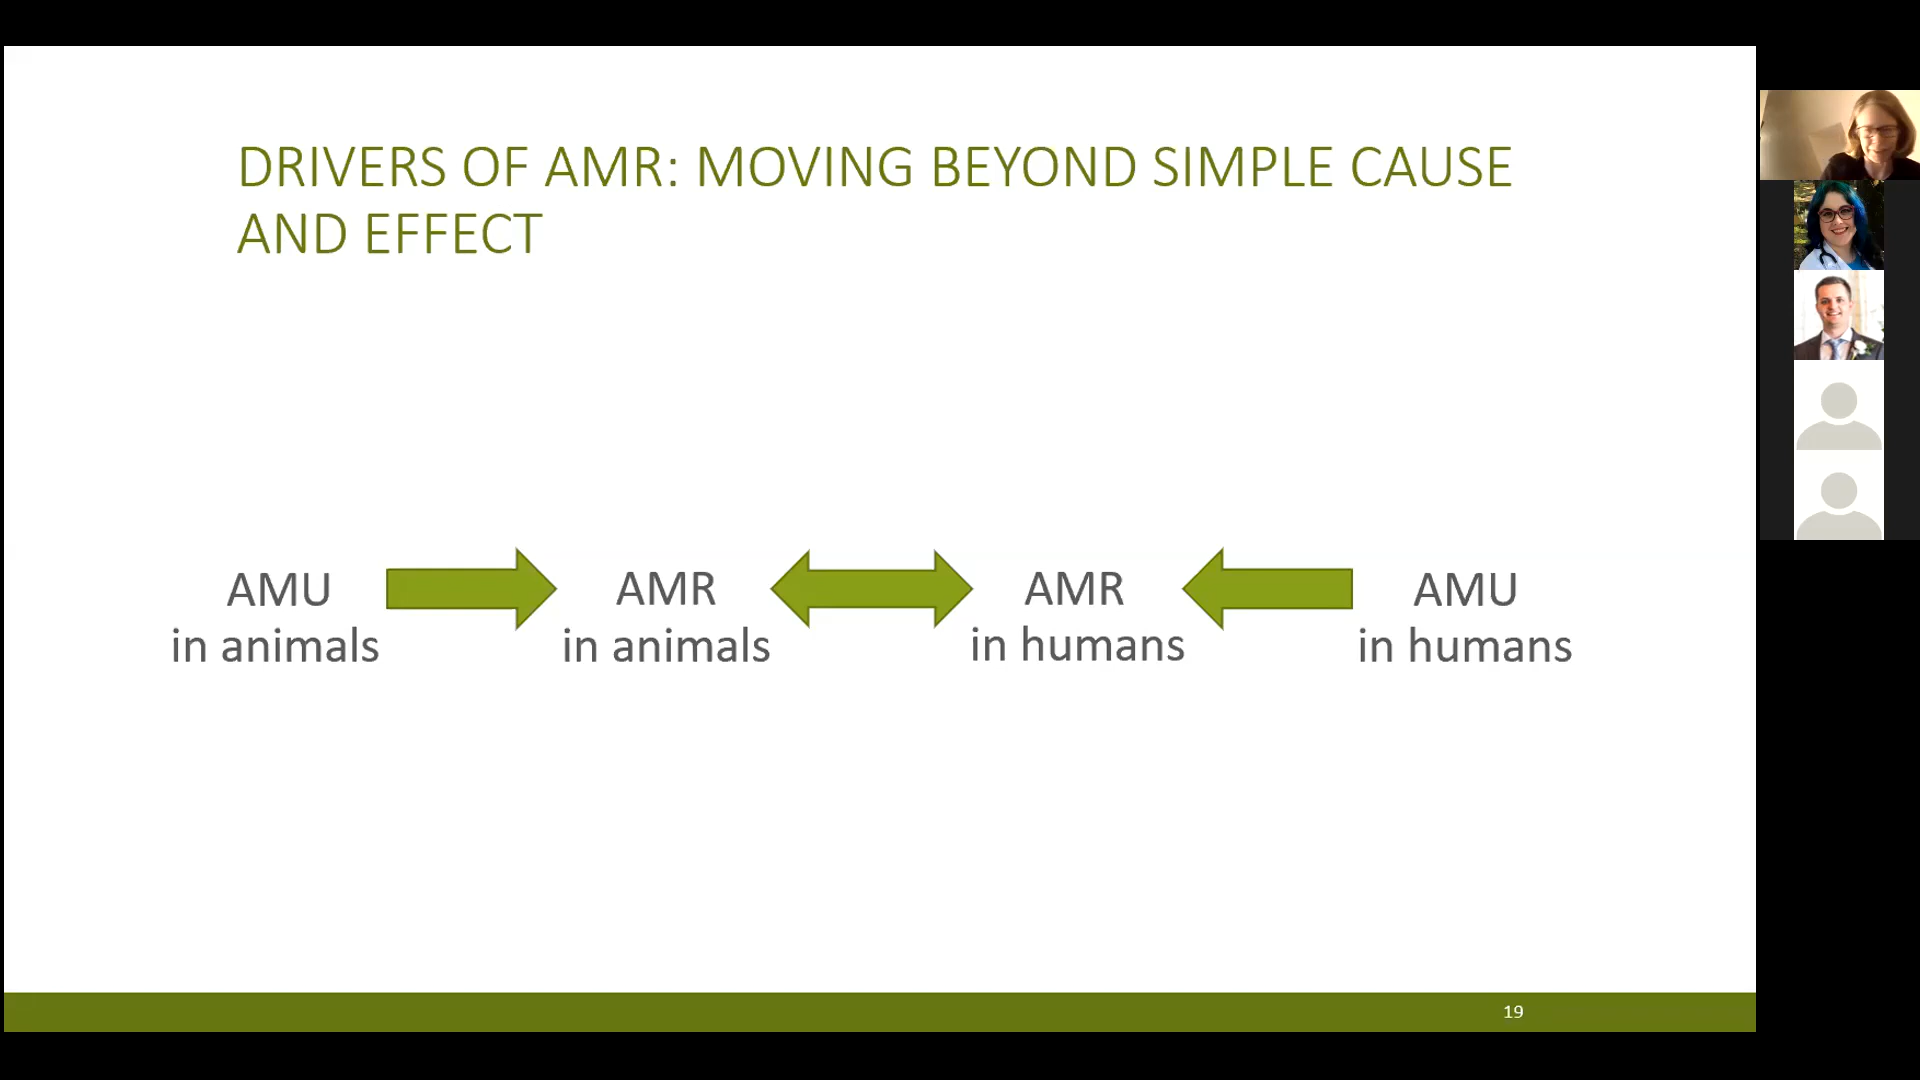 DRIVERS OF AMR: MOVING BEYOND SIMPLE CAUSE
AND EFFECT
AMU
in animals
AMR
in animals
AMR
in humans
AMU
in humans
19